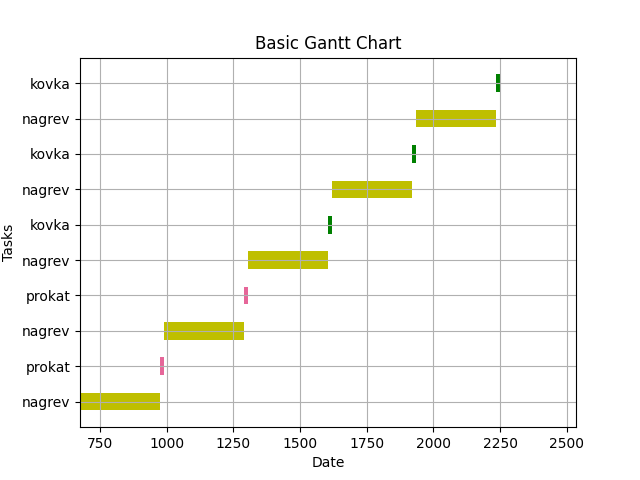 Basic Gantt Chart
kovka
nagrev
kovka
nagrev
kovka
nagrev
prokat
nagrev
prokat
nagrev
Tasks
750 1000 1250 1500 1750 2000 2250 2500
Date